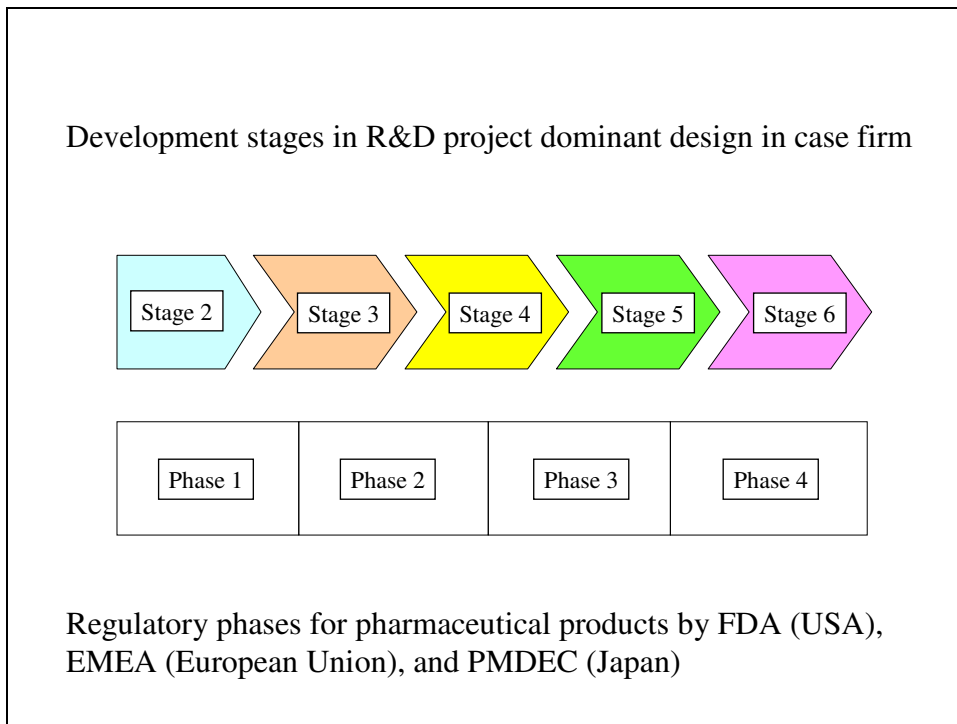 Development stages in R&D project dominant design in case firm
Stage 2
Stage 3
Stage 4
Stage 5
Stage 6
Phase 1
Phase 2
Phase 3
Phase 4
Regulatory phases for pharmaceutical products by FDA (USA),
EMEA (European Union), and PMDEC (Japan)